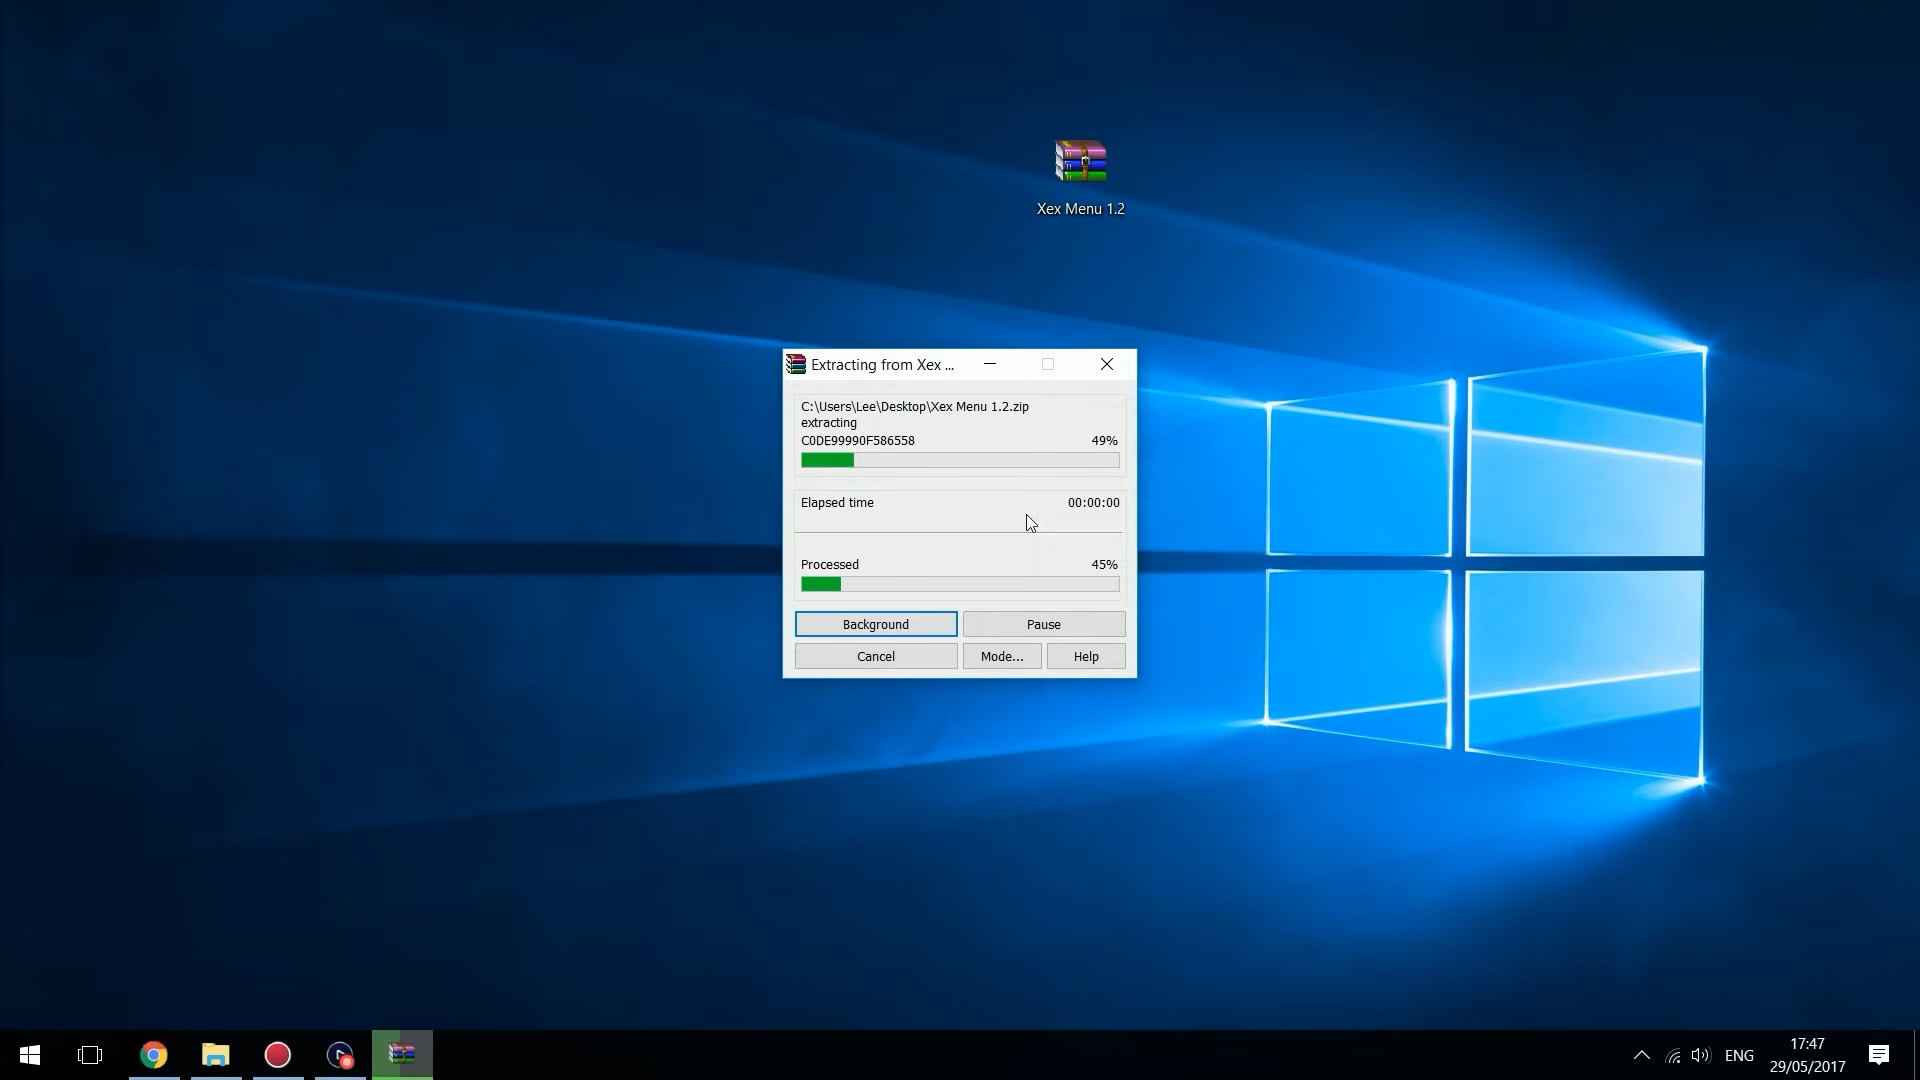 Xex Menu 1.2
Extracting from Xex ...
C:\Users\Lee\Desktop\Xex Menu 1.2.zip
extracting
C0DE99990F586558 49%
Elapsed time 00:00:00
Processed 45%
Background Pause
Cancel Mode... Help
ENG
17:47
29/05/2017